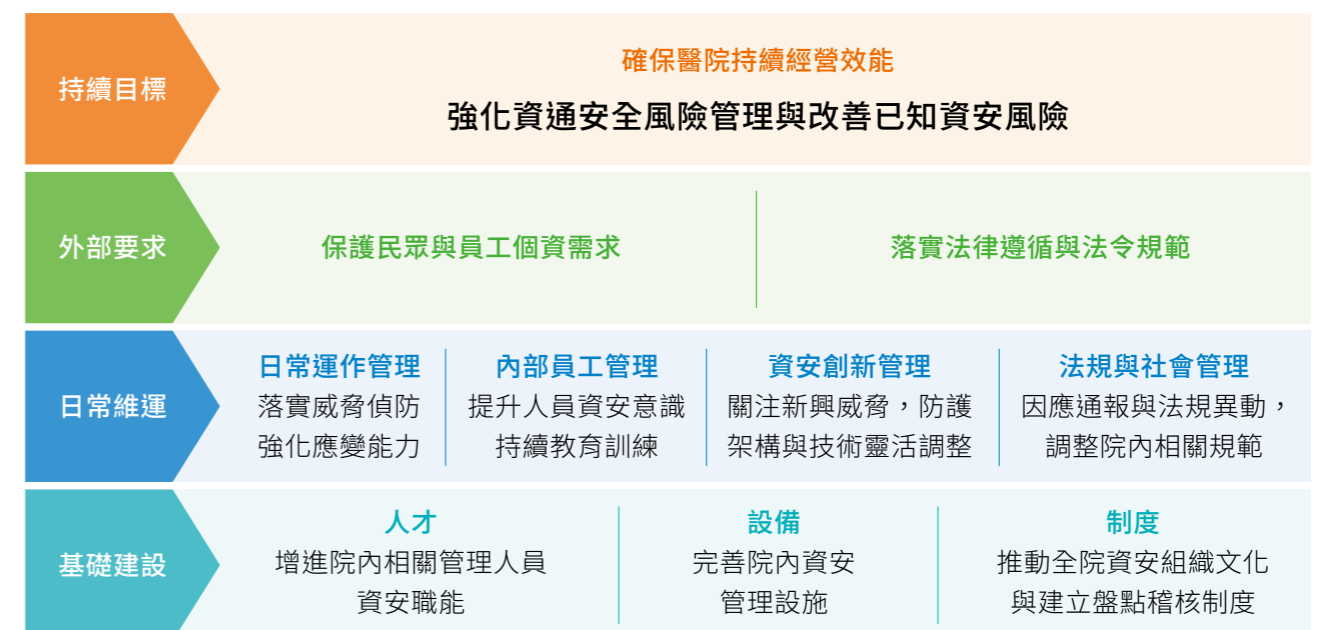 持續目標
確保醫院持續經營效能
強化資通安全風險管理與改善已知資安風險
外部要求
保護民眾與員工個資需求
落實法律遵循與法令規範
日常維運
日常運作管理
落實威脅偵防
強化應變能力
內部員工管理
提升人員資安意識
持續教育訓練
資安創新管理
關注新興威脅，防護
架構與技術靈活調整
法規與社會管理
因應通報與法規異動，
調整院內相關規範
基礎建設
人才
增進院內相關管理人員
資安職能
設備
完善院內資安
管理設施
制度
推動全院資安組織文化
與建立盤點稽核制度